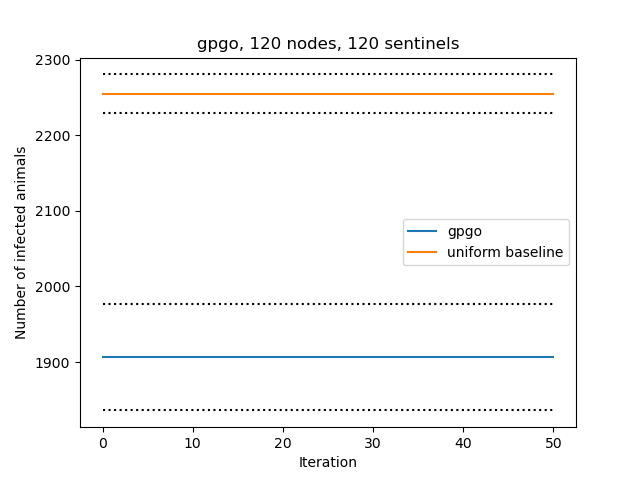 gpgo, 120 nodes, 120 sentinels
2300
2200
2100
2000
1900
Number of infected animals
gpgo
uniform baseline
0 10 20 30 40 50
Iteration